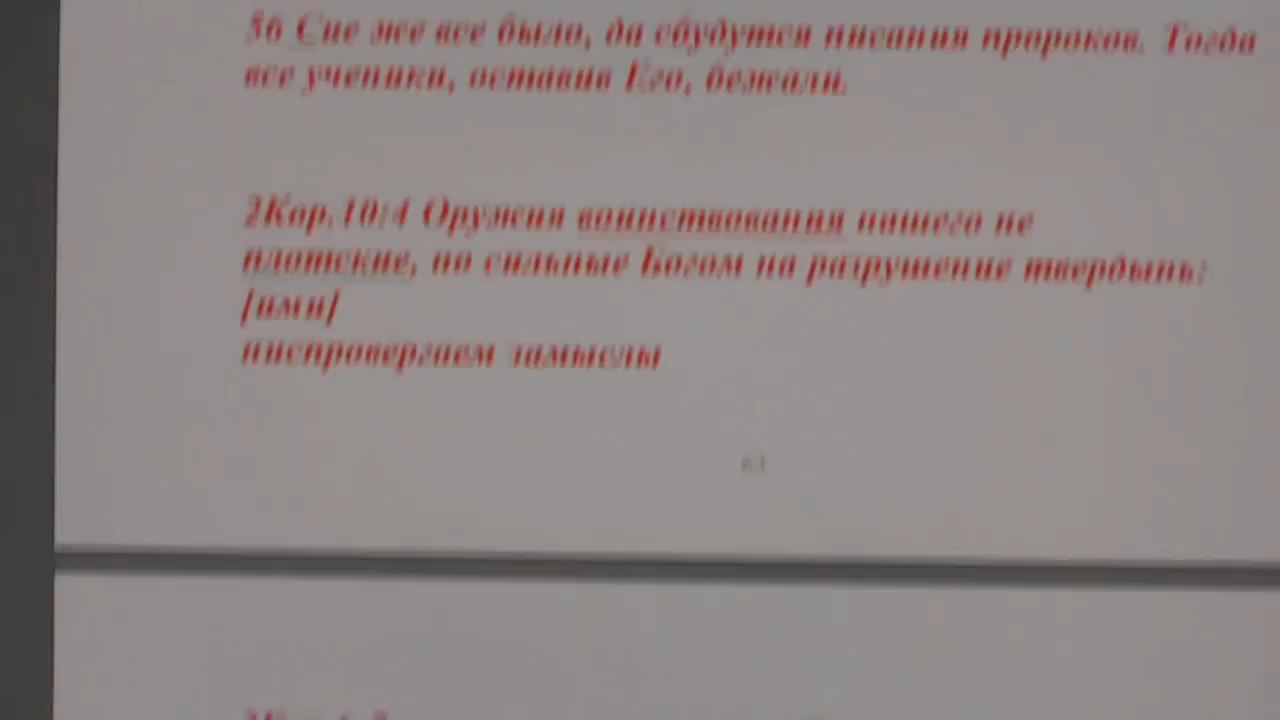 56 Сие же все было, да сбудутся писания пророков. Тогда
все ученики, оставив Его, бежали.
2Кор.10:4 Оружия воинствования нашего не
плотские, но сильные Богом на разрушение твердынь:
[ими]
ниспровергаем замыслы